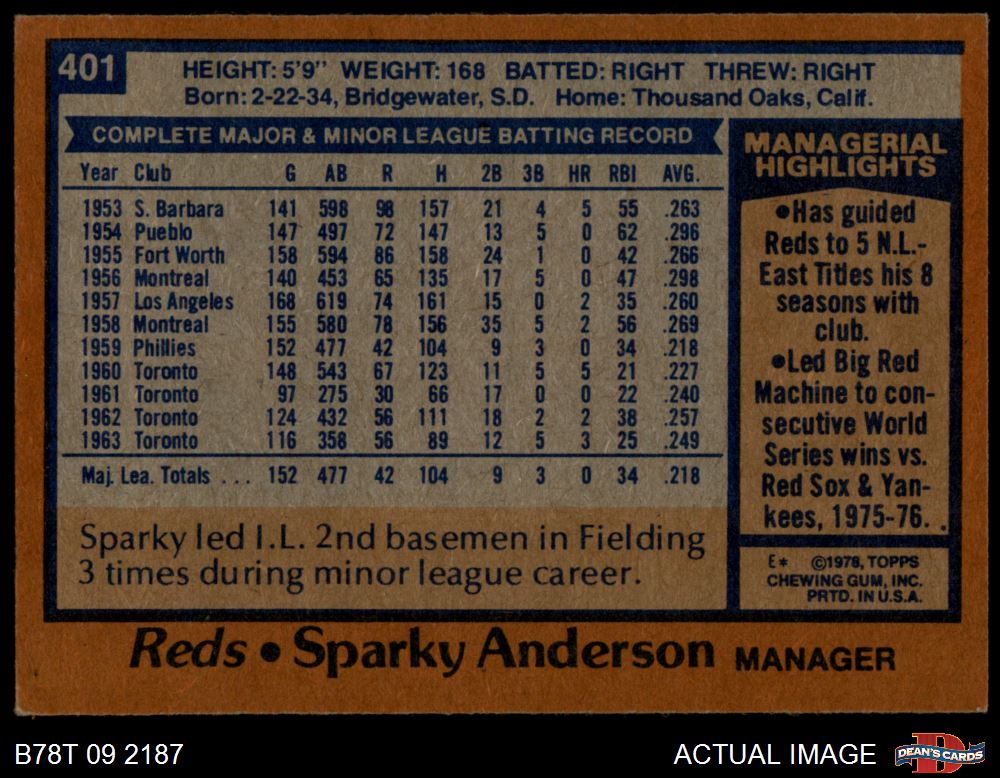 401
HEIGHT: 5'9" WEIGHT: 168 BATTED: RIGHT THREW: RIGHT
Born: 2-22-34, Bridgewater, S.D. Home: Thousand Oaks, Calif.
COMPLETE MAJOR & MINOR LEAGUE BATTING RECORD
Year Club G AB R H 2B 3B HR RBI AVG.
1953 S. Barbara 141 598 98 157 21 4 5 55 .263
1954 Pueblo 147 497 72 147 13 5 0 62 .296
1955 Fort Worth 158 594 86 158 24 1 0 42 .266
1956 Montreal 140 453 65 135 17 5 0 47 .298
1957 Los Angeles 168 619 74 161 15 0 2 35 .260
1958 Montreal 155 580 78 156 35 5 2 56 .269
1959 Phillies 152 477 42 104 9 3 0 34 .218
1960 Toronto 148 543 67 123 11 5 5 21 .227
1961 Toronto 97 275 30 66 17 0 0 22 .240
1962 Toronto 124 432 56 111 18 2 2 38 .257
1963 Toronto 116 358 56 89 12 5 3 25 .249
Maj. Lea. Totals . . . 152 477 42 104 9 3 0 34 .218
Sparky led I.L. 2nd basemen in Fielding
3 times during minor league career.
MANAGERIAL
HIGHLIGHTS
•Has guided
Reds to 5 N.L.-
East Titles his 8
seasons with
club.
•Led Big Red
Machine to con-
secutive World
Series wins vs.
Red Sox & Yan-
kees, 1975-76.
E* ©1978, TOPPS
CHEWING GUM, INC.
PRTD. IN U.S.A.
Reds • Sparky Anderson MANAGER
B78T 09 2187
ACTUAL IMAGE
DEAN'S CARDS